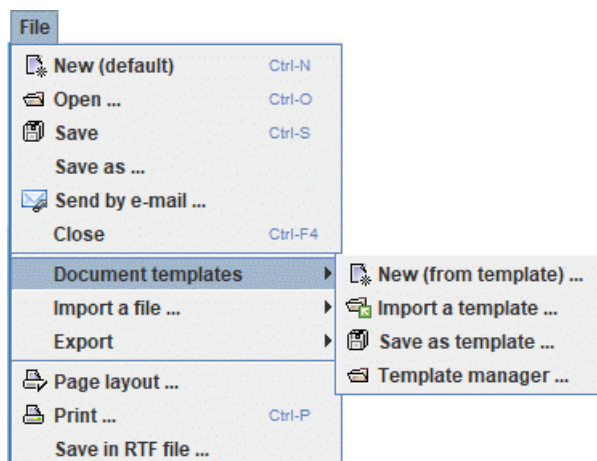 File
New (default) Ctrl-N
Open ... Ctrl-O
Save Ctrl-S
Save as ...
Send by e-mail ...
Close Ctrl-F4
Document templates
Import a file ...
Export
Page layout ...
Print ... Ctrl-P
Save in RTF file ...
New (from template) ...
Import a template ...
Save as template ...
Template manager ...